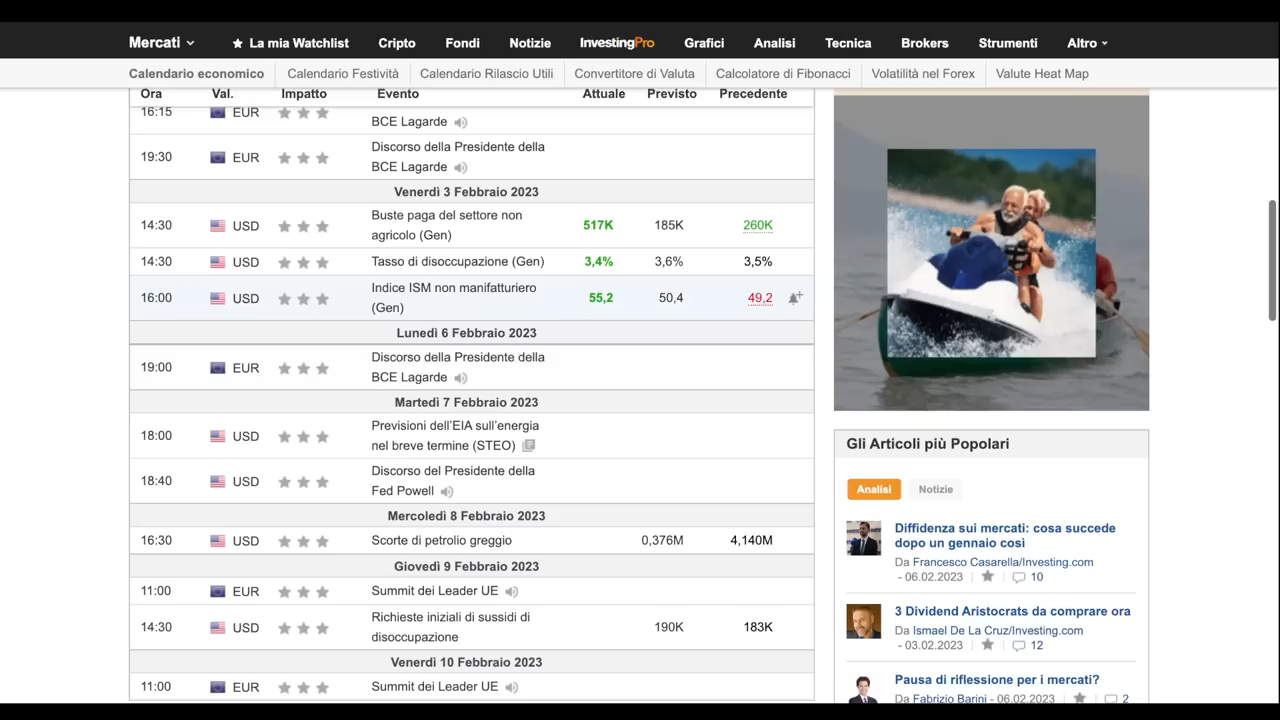 Mercati
La mia Watchlist
Cripto
Fondi
Notizie
InvestingPro
Grafici
Analisi
Tecnica
Brokers
Strumenti
Altro
Calendario economico
Calendario Festività
Calendario Rilascio Utili
Convertitore di Valuta
Calcolatore di Fibonacci
Volatilità nel Forex
Valute Heat Map
Ora Val. Impatto Evento Attuale Previsto Precedente
16:15 EUR
BCE Lagarde
19:30 EUR Discorso della Presidente della
BCE Lagarde
Venerdì 3 Febbraio 2023
14:30 USD Buste paga del settore non
agricolo (Gen) 517K 185K 260K
14:30 USD Tasso di disoccupazione (Gen) 3,4% 3,6% 3,5%
16:00 USD Indice ISM non manifatturiero
(Gen) 55,2 50,4 49,2
Lunedì 6 Febbraio 2023
19:00 EUR Discorso della Presidente della
BCE Lagarde
Martedì 7 Febbraio 2023
18:00 USD Previsioni dell'EIA sull'energia
nel breve termine (STEO)
18:40 USD Discorso del Presidente della
Fed Powell
Mercoledì 8 Febbraio 2023
16:30 USD Scorte di petrolio greggio 0,376M 4,140M
Giovedì 9 Febbraio 2023
11:00 EUR Summit dei Leader UE
14:30 USD Richieste iniziali di sussidi di
disoccupazione 190K 183K
Venerdì 10 Febbraio 2023
11:00 EUR Summit dei Leader UE
Gli Articoli più Popolari
Analisi
Notizie
Diffidenza sui mercati: cosa succede
dopo un gennaio così
Da Francesco Casarella/Investing.com
- 06.02.2023 10
3 Dividend Aristocrats da comprare ora
Da Ismael De La Cruz/Investing.com
- 03.02.2023 12
Pausa di riflessione per i mercati?
Da Fabrizio Barini - 06.02.2023 2